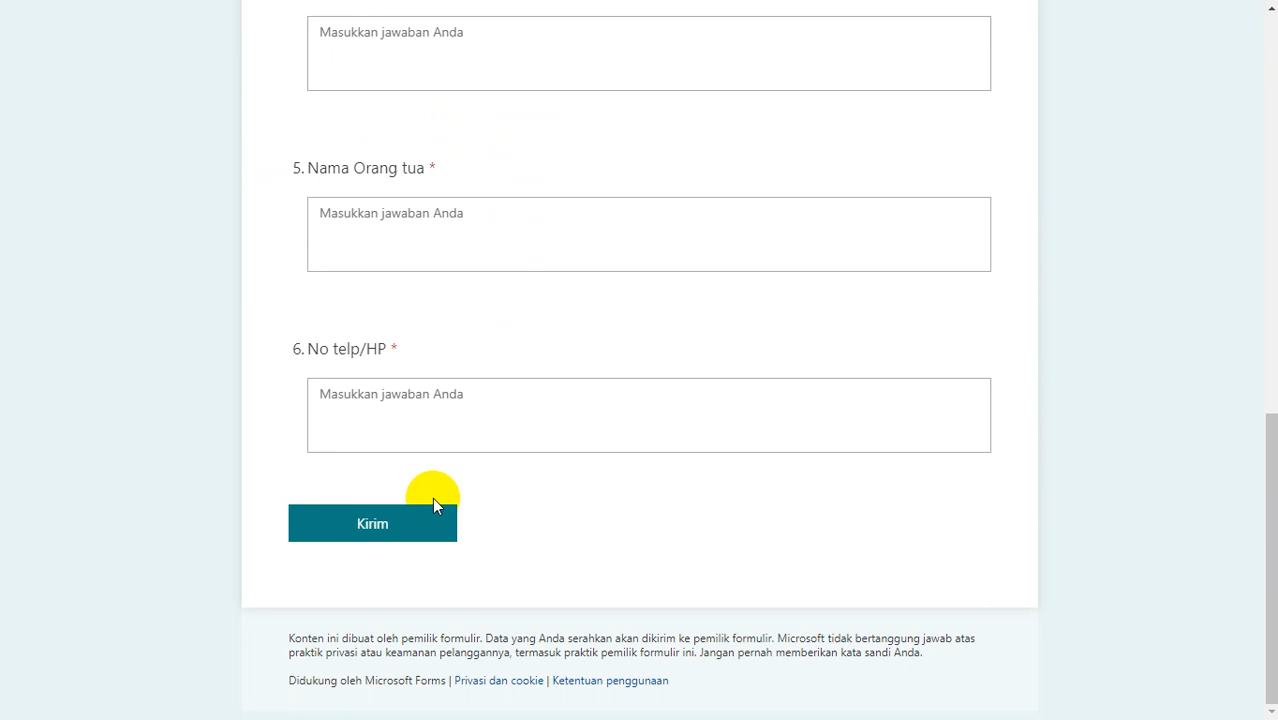 Masukkan jawaban Anda
5. Nama Orang tua *
Masukkan jawaban Anda
6. No telp/HP *
Masukkan jawaban Anda
Kirim
Konten ini dibuat oleh pemilik formulir. Data yang Anda serahkan akan dikirim ke pemilik formulir. Microsoft tidak bertanggung jawab atas
praktik privasi atau keamanan pelanggannya, termasuk praktik pemilik formulir ini. Jangan pernah memberikan kata sandi Anda.
Didukung oleh Microsoft Forms | Privasi dan cookie | Ketentuan penggunaan